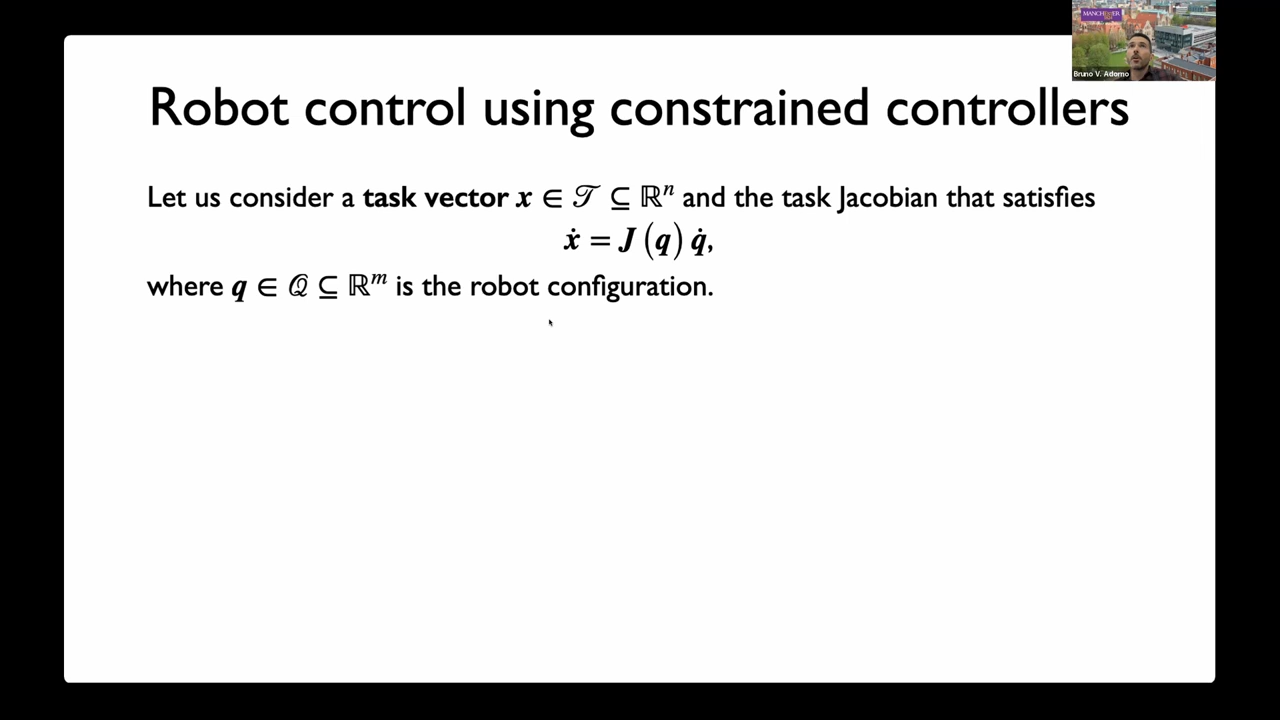 MANCHESTER
Bruno V. Adorno
Robot control using constrained controllers
Let us consider a task vector x ∈ 𝒯 ⊆ ℝⁿ and the task Jacobian that satisfies
ẋ = J (q) q̇,
where q ∈ 𝒬 ⊆ ℝᵐ is the robot configuration.